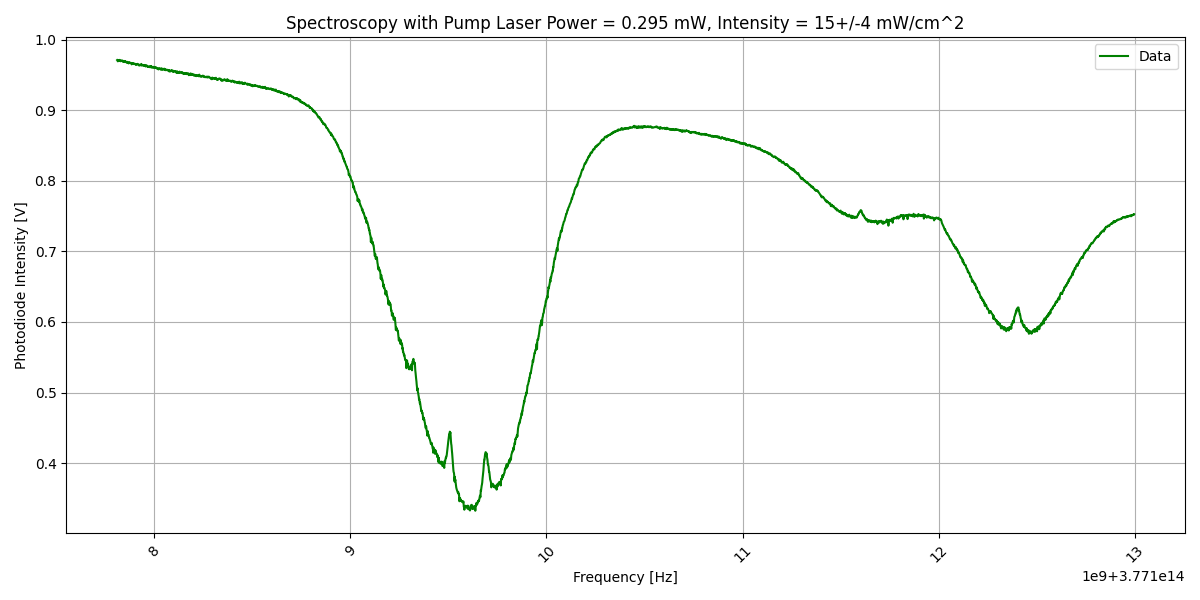 Spectroscopy with Pump Laser Power = 0.295 mW, Intensity = 15+/-4 mW/cm^2
Data
Photodiode Intensity [V]
1.0
0.9
0.8
0.7
0.6
0.5
0.4
8
9
10
11
12
13
Frequency [Hz]
1e9+3.771e14